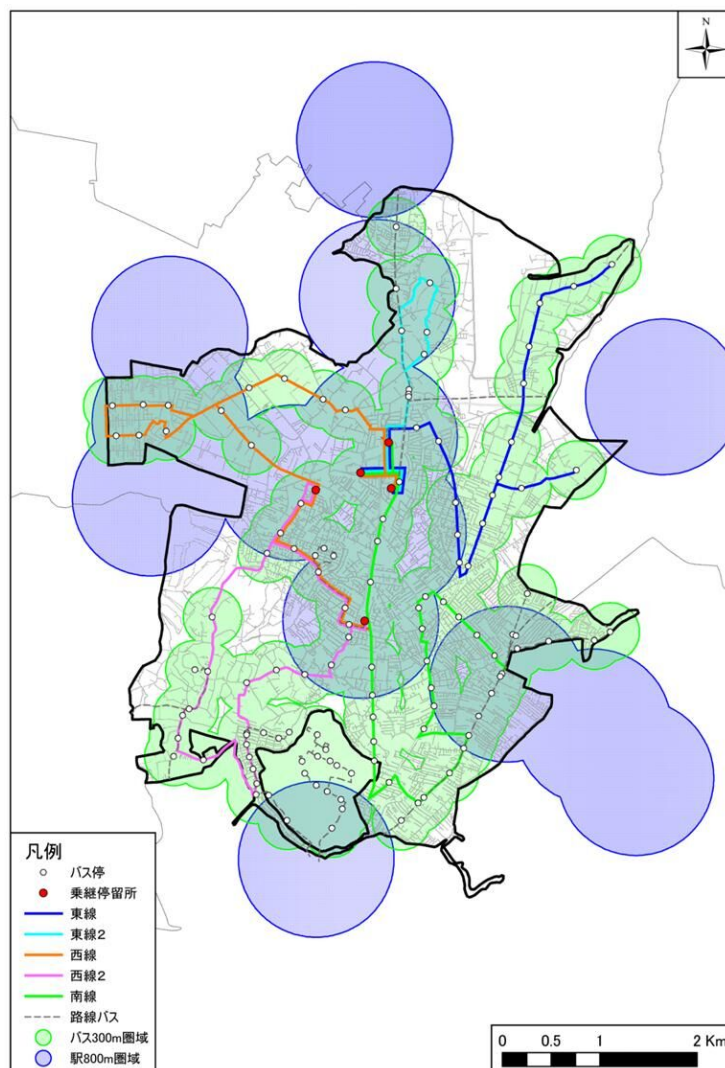 N
凡例
バス停
乗継停留所
東線
東線2
西線
西線2
南線
路線バス
バス300m圏域
駅800m圏域
0 0.5 1 2 Km